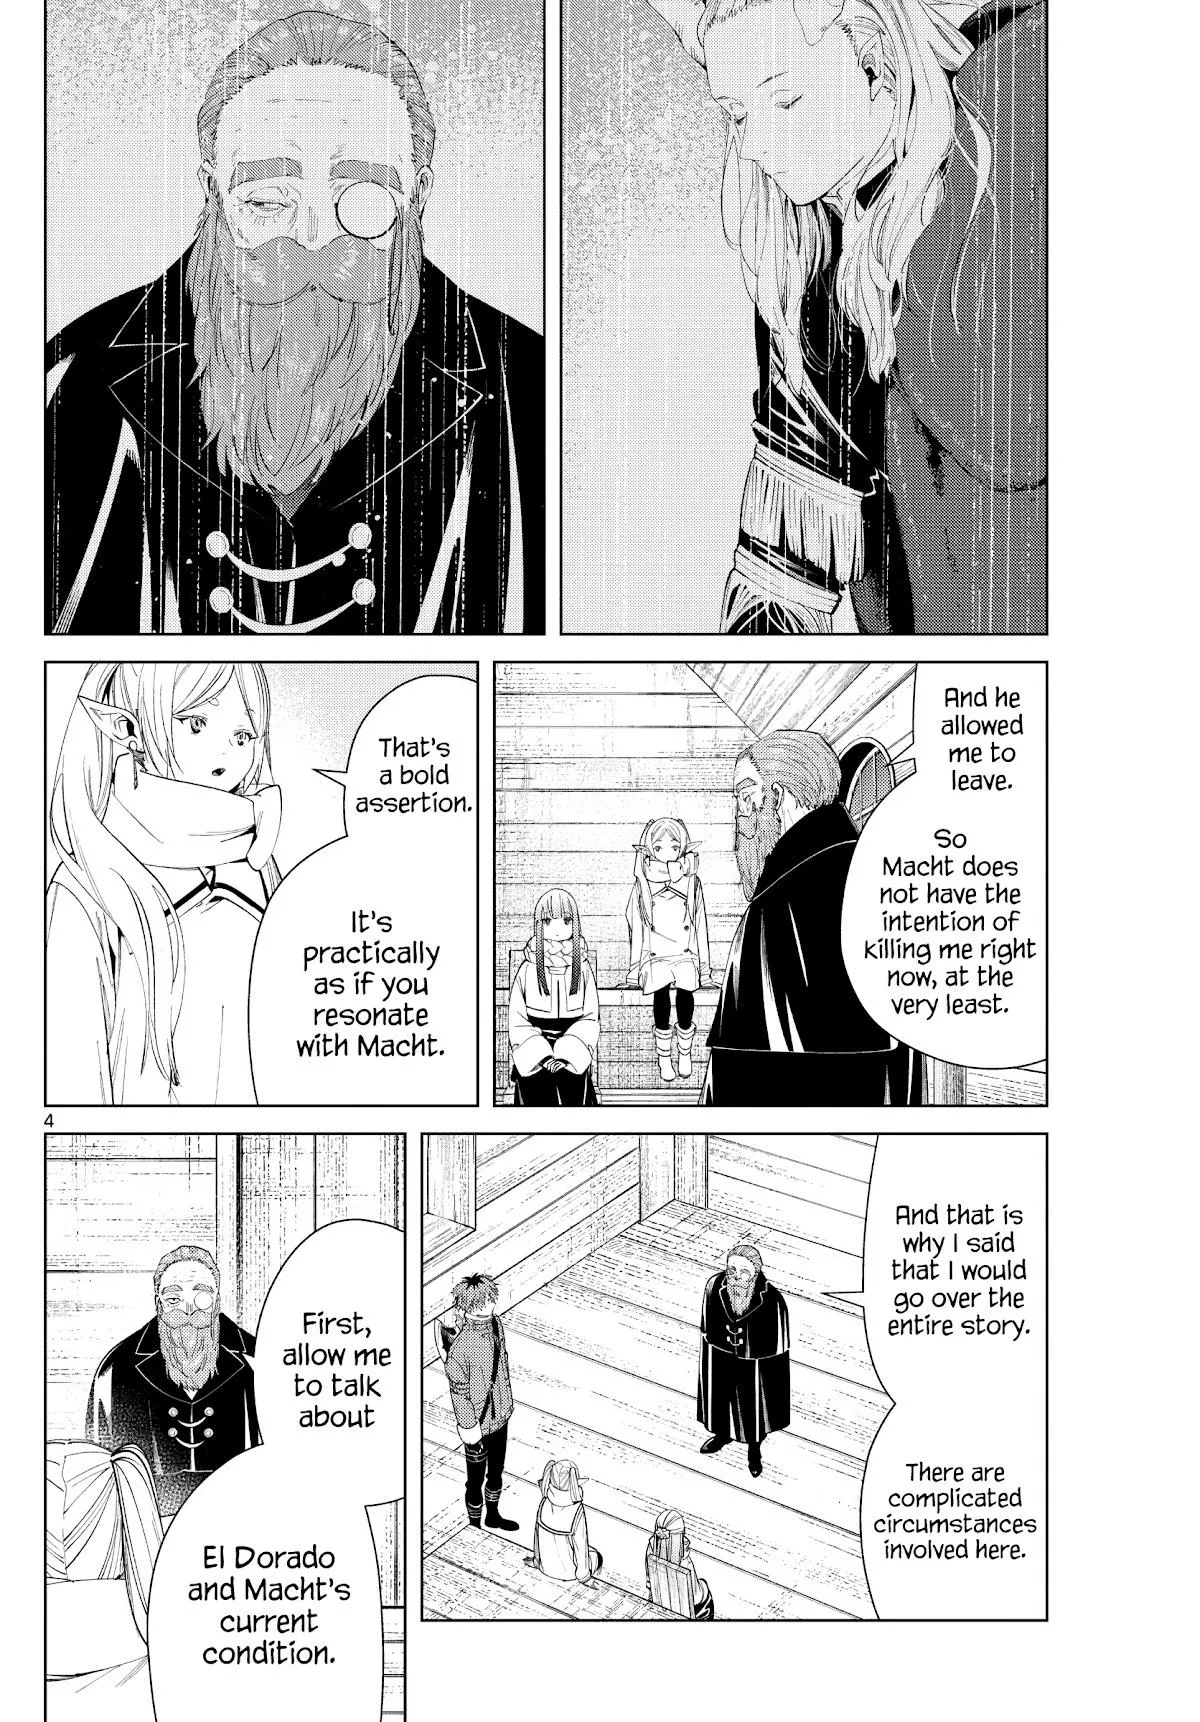 And he
allowed
me to
leave.
So
Macht does
not have the
intention of
killing me right
now, at the
very least.
That's
a bold
assertion.
It's
practically
as if you
resonate
with Macht.
4
And that is
why I said
that I would
go over the
entire story.
There are
complicated
circumstances
involved here.
First,
allow me
to talk
about
El Dorado
and Macht's
current
condition.